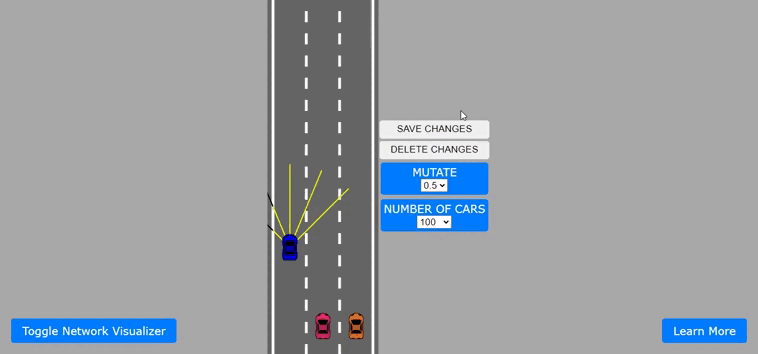 SAVE CHANGES
DELETE CHANGES
MUTATE
0.5
NUMBER OF CARS
100
Toggle Network Visualizer
Learn More